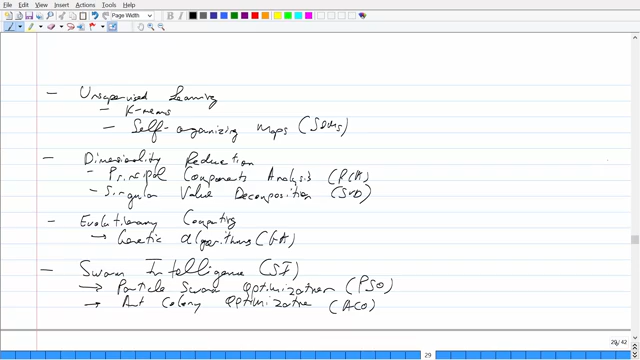 File Edit View Insert Actions Tools Help
Page Width
- Unsupervised Learning
- K-means
- Self-organizing Maps (SOMs)
- Dimensionality Reduction
- Principal Components Analysis (PCA)
- Singular Value Decomposition (SVD)
- Evolutionary Computing
→ Genetic algorithms (GA)
- Swarm Intelligence (SI)
→ Particle Swarm Optimization (PSO)
→ Ant Colony Optimization (ACO)
29
29/42